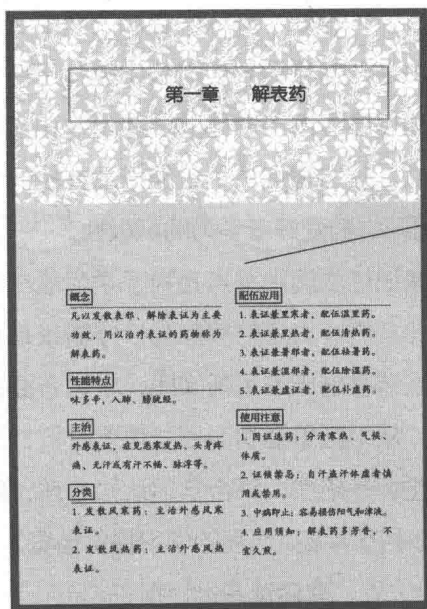 第一章 解表药
概念
凡以发散表邪、解除表证为主要
功效，用以治疗表证的药物称为
解表药。
性能特点
味多辛，入肺、膀胱经。
主治
外感表证，症见恶寒发热、头身疼
痛、无汗或有汗不畅、脉浮等。
分类
1. 发散风寒药：主治外感风寒
表证。
2. 发散风热药：主治外感风热
表证。
配伍应用
1. 表证兼里寒者，配伍温里药。
2. 表证兼里热者，配伍清热药。
3. 表证兼暑邪者，配伍祛暑药。
4. 表证兼湿邪者，配伍除湿药。
5. 表证兼虚证者，配伍补虚药。
使用注意
1. 因证选药：分清寒热、气候、
体质。
2. 证候禁忌：自汗盗汗体虚者慎
用或禁用。
3. 中病即止：容易损伤阳气和津液。
4. 应用须知：解表药多芳香，不
宜久煎。